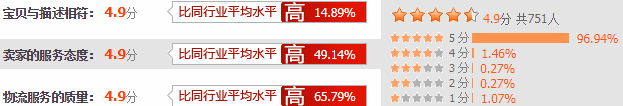 宝贝与描述相符： 4.9分 比同行业平均水平 高 14.89%
卖家的服务态度： 4.9分 比同行业平均水平 高 49.14%
物流服务的质量： 4.9分 比同行业平均水平 高 65.79%
4.9分 共751人
5 分 96.94%
4 分 1.46%
3 分 0.27%
2 分 0.27%
1 分 1.07%